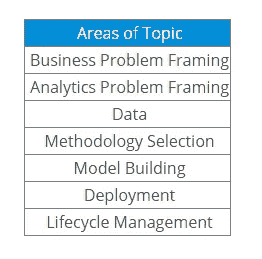 Areas of Topic
Business Problem Framing
Analytics Problem Framing
Data
Methodology Selection
Model Building
Deployment
Lifecycle Management